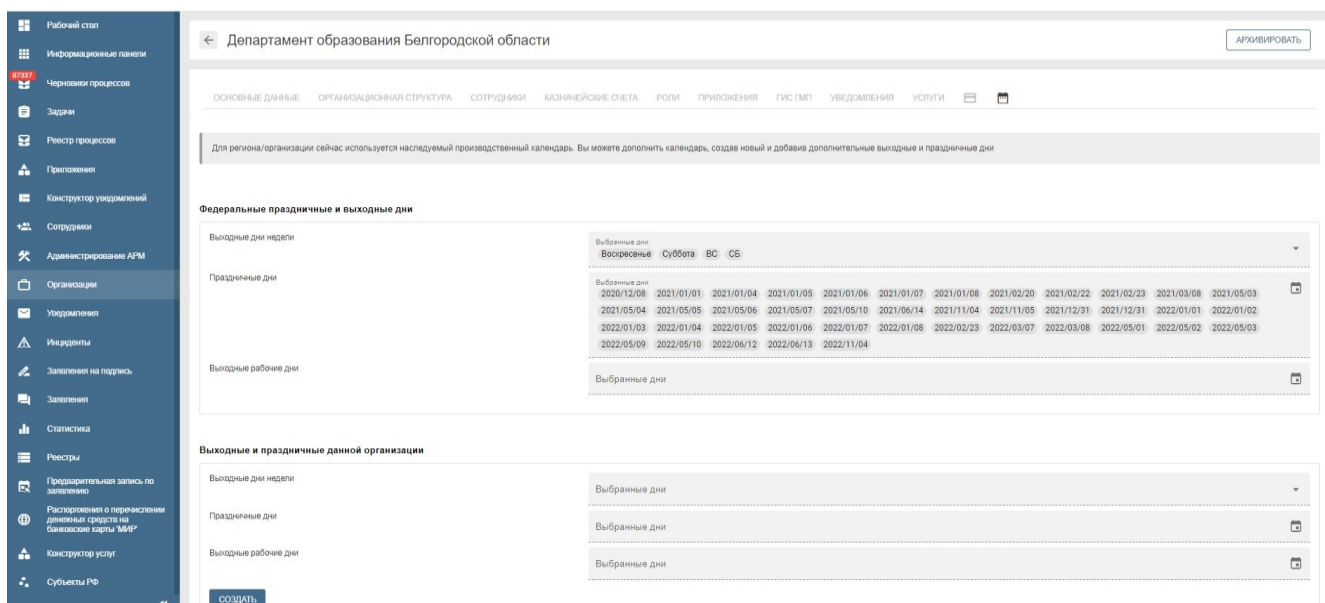 Рабочий стол
Информационные панели
87337
Черновики процессов
Задачи
Реестр процессов
Приложения
Конструктор уведомлений
Сотрудники
Администрирование АРМ
Организации
Уведомления
Инциденты
Заявления на подпись
Заявления
Статистика
Реестры
Предварительная запись по
заявлению
Распоряжения о перечислении
денежных средств на
банковские карты 'МИР'
Конструктор услуг
Субъекты РФ
Департамент образования Белгородской области
АРХИВИРОВАТЬ
ОСНОВНЫЕ ДАННЫЕ ОРГАНИЗАЦИОННАЯ СТРУКТУРА СОТРУДНИКИ КАЗНАЧЕЙСКИЕ СЧЕТА РОЛИ ПРИЛОЖЕНИЯ ГИС ГМП УВЕДОМЛЕНИЯ УСЛУГИ
Для региона/организации сейчас используется наследуемый производственный календарь. Вы можете дополнить календарь, создав новый и добавив дополнительные выходные и праздничные дни
Федеральные праздничные и выходные дни
Выходные дни недели
Выбранные дни
Воскресенье Суббота ВС СБ
Праздничные дни
Выбранные дни
2020/12/08 2021/01/01 2021/01/04 2021/01/05 2021/01/06 2021/01/07 2021/01/08 2021/02/20 2021/02/22 2021/02/23 2021/03/08 2021/05/03
2021/05/04 2021/05/05 2021/05/06 2021/05/07 2021/05/10 2021/06/14 2021/11/04 2021/11/05 2021/12/31 2021/12/31 2022/01/01 2022/01/02
2022/01/03 2022/01/04 2022/01/05 2022/01/06 2022/01/07 2022/01/08 2022/02/23 2022/03/07 2022/03/08 2022/05/01 2022/05/02 2022/05/03
2022/05/09 2022/05/10 2022/06/12 2022/06/13 2022/11/04
Выходные рабочие дни
Выбранные дни
Выходные и праздничные данной организации
Выходные дни недели
Выбранные дни
Праздничные дни
Выбранные дни
Выходные рабочие дни
Выбранные дни
СОЗДАТЬ